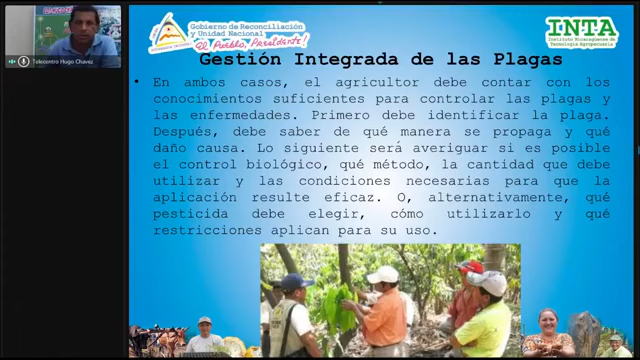 Gobierno de Reconciliación
y Unidad Nacional
El Pueblo, Presidente!
INTA
Instituto Nicaragüense de
Tecnología Agropecuaria
Telecentro Hugo Chavez
Gestión Integrada de las Plagas
• En ambos casos, el agricultor debe contar con los
conocimientos suficientes para controlar las plagas y
las enfermedades. Primero debe identificar la plaga.
Después, debe saber de qué manera se propaga y qué
daño causa. Lo siguiente será averiguar si es posible
el control biológico, qué método, la cantidad que debe
utilizar y las condiciones necesarias para que la
aplicación resulte eficaz. O, alternativamente, qué
pesticida debe elegir, cómo utilizarlo y qué
restricciones aplican para su uso.